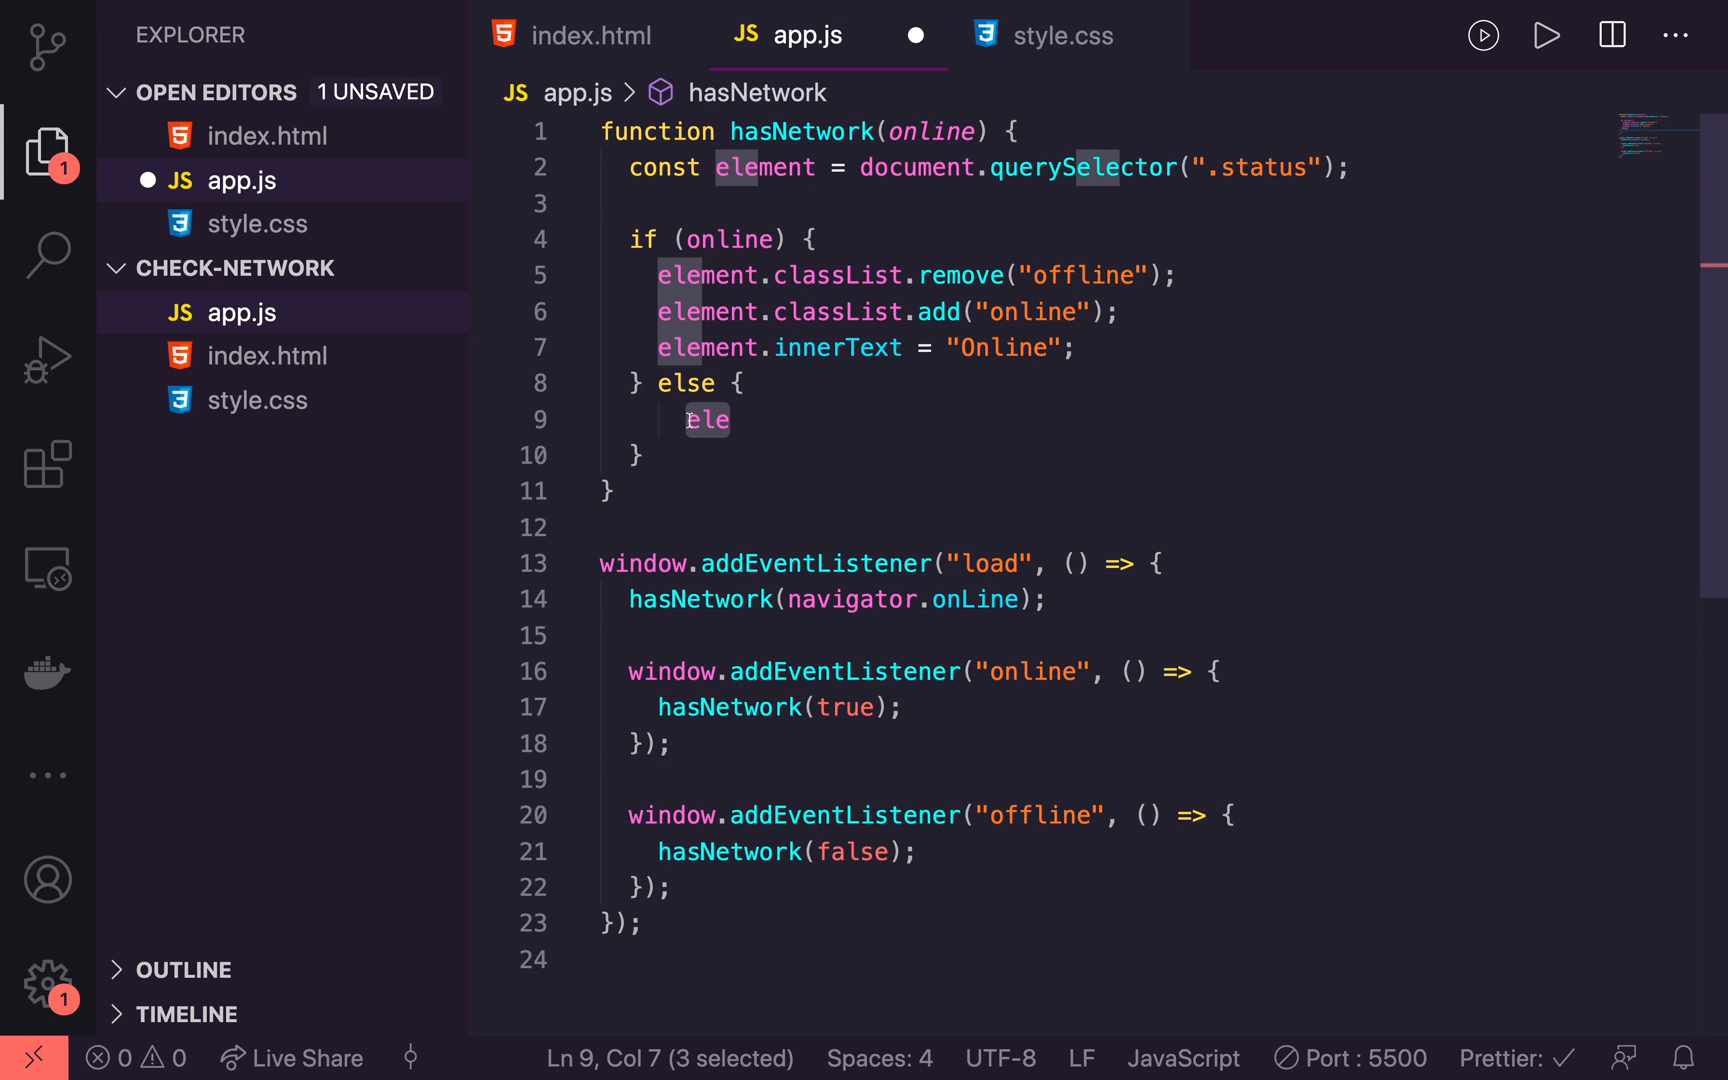 EXPLORER
OPEN EDITORS 1 UNSAVED
index.html
JS app.js
style.css
CHECK-NETWORK
JS app.js
index.html
style.css
OUTLINE
TIMELINE
1
1
index.html JS app.js style.css
JS app.js > hasNetwork
1 function hasNetwork(online) {
2 const element = document.querySelector(".status");
3
4 if (online) {
5 element.classList.remove("offline");
6 element.classList.add("online");
7 element.innerText = "Online";
8 } else {
9 ele
10 }
11 }
12
13 window.addEventListener("load", () => {
14 hasNetwork(navigator.onLine);
15
16 window.addEventListener("online", () => {
17 hasNetwork(true);
18 });
19
20 window.addEventListener("offline", () => {
21 hasNetwork(false);
22 });
23 });
24
0 0 Live Share Ln 9, Col 7 (3 selected) Spaces: 4 UTF-8 LF JavaScript Port : 5500 Prettier: ✓